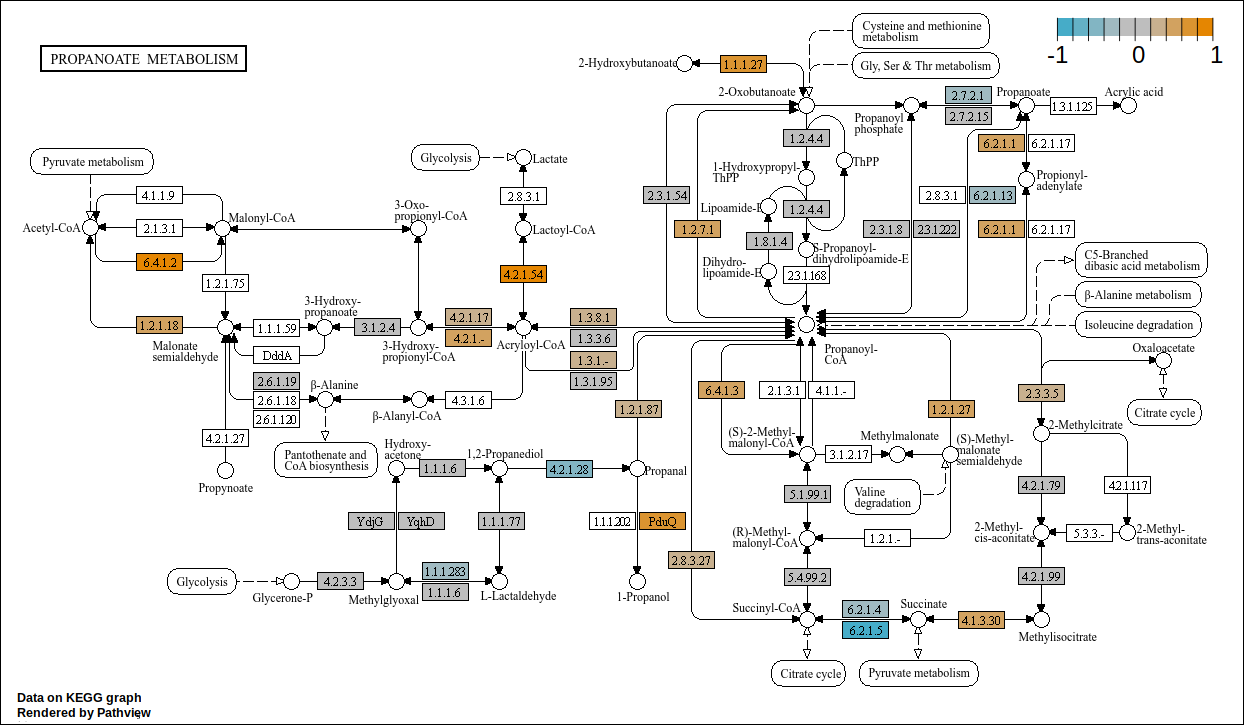 PROPANOATE METABOLISM
-1 0 1
Cysteine and methionine
metabolism
Gly, Ser & Thr metabolism
2-Hydroxybutanoate
1.1.1.27
2-Oxobutanoate
Propanoyl
phosphate
2.7.2.1
2.7.2.15
Propanoate
1.3.1.125
Acrylic acid
1.2.4.4
ThPP
6.2.1.1
6.2.1.17
Pyruvate metabolism
Glycolysis
Lactate
1-Hydroxypropyl-
ThPP
Propionyl-
adenylate
4.1.1.9
2.8.3.1
3-Oxo-
propionyl-CoA
2.3.1.54
Lipoamide-E
1.2.4.4
2.8.3.1
6.2.1.13
Acetyl-CoA
2.1.3.1
Malonyl-CoA
Lactoyl-CoA
1.2.7.1
1.8.1.4
2.3.1.8
2.3.1.222
6.2.1.1
6.2.1.17
S-Propanoyl-
dihydrolipoamide-E
6.4.1.2
4.2.1.54
Dihydro-
lipoamide-E
2.3.1.168
C5-Branched
dibasic acid metabolism
1.2.1.75
β-Alanine metabolism
3-Hydroxy-
propanoate
1.2.1.18
1.1.1.59
3.1.2.4
4.2.1.17
4.2.1.-
1.3.8.1
1.3.3.6
Isoleucine degradation
Malonate
semialdehyde
DddA
3-Hydroxy-
propionyl-CoA
Acryloyl-CoA
1.3.1.-
1.3.1.95
Propanoyl-
CoA
Oxaloacetate
2.6.1.19
2.6.1.18
2.6.1.120
β-Alanine
β-Alanyl-CoA
4.3.1.6
1.2.1.87
6.4.1.3
2.1.3.1
4.1.1.-
1.2.1.27
2.3.3.5
Citrate cycle
4.2.1.27
Pantothenate and
CoA biosynthesis
Hydroxy-
acetone
1,2-Propanediol
(S)-2-Methyl-
malonyl-CoA
Methylmalonate
(S)-Methyl-
malonate
semialdehyde
2-Methylcitrate
Propynoate
1.1.1.6
4.2.1.28
Propanal
3.1.2.17
Valine
degradation
5.1.99.1
4.2.1.79
4.2.1.117
YdjG
YqhD
1.1.1.77
1.1.1.202
PduQ
(R)-Methyl-
malonyl-CoA
1.2.1.-
2-Methyl-
cis-aconitate
5.3.3.-
2-Methyl-
trans-aconitate
2.8.3.27
Glycolysis
4.2.3.3
1.1.1.283
1.1.1.6
5.4.99.2
4.2.1.99
Glycerone-P
Methylglyoxal
L-Lactaldehyde
1-Propanol
Succinyl-CoA
6.2.1.4
6.2.1.5
Succinate
4.1.3.30
Methylisocitrate
Citrate cycle
Pyruvate metabolism
Data on KEGG graph
Rendered by Pathview